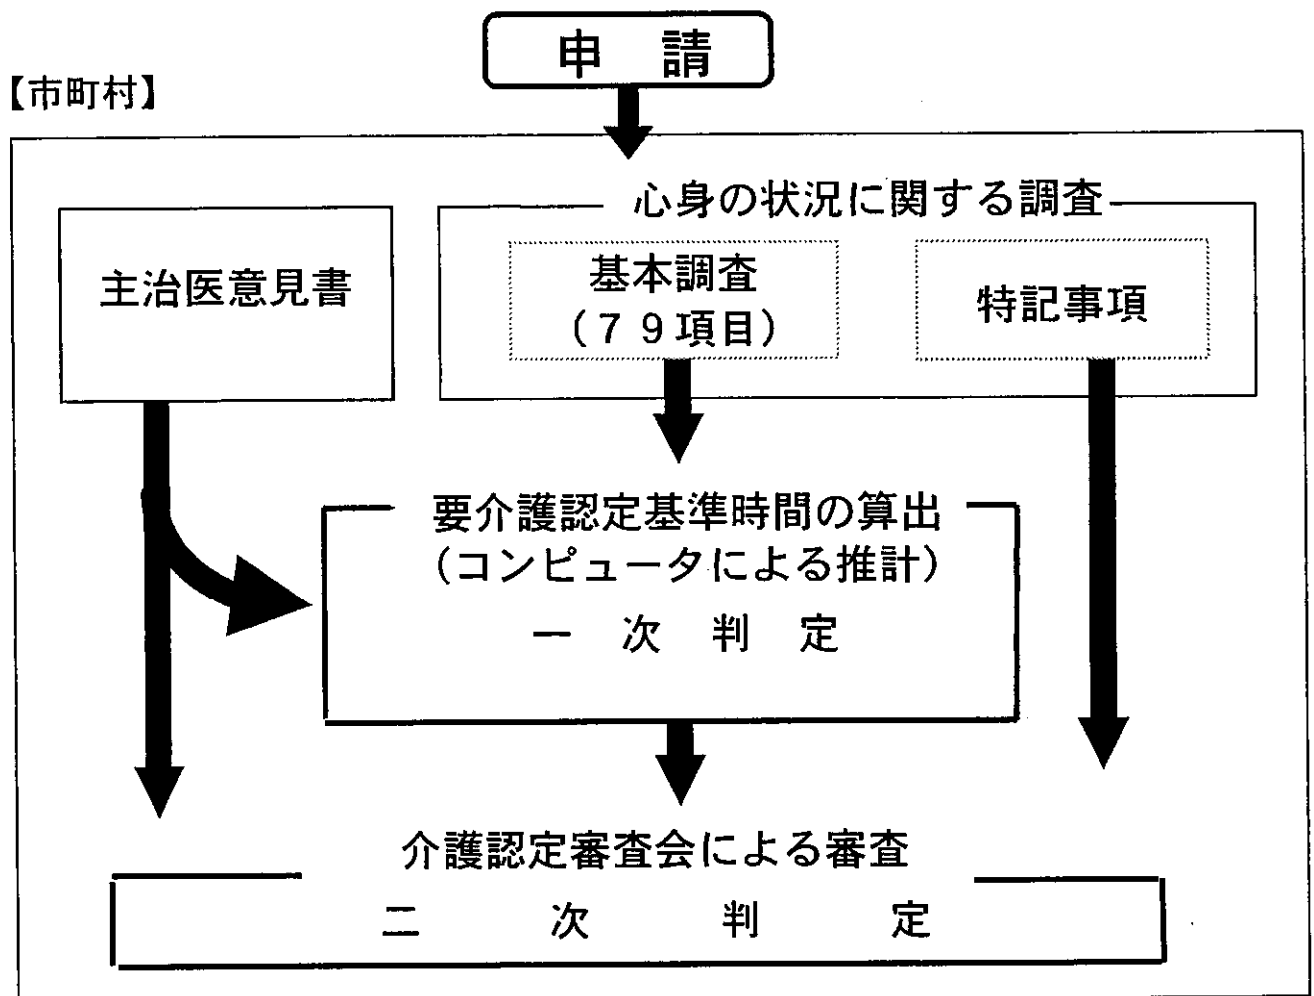 申　請
【市町村】
心身の状況に関する調査
主治医意見書
基本調査
（７９項目）
特記事項
要介護認定基準時間の算出
（コンピュータによる推計）
一　次　判　定
介護認定審査会による審査
二　次　判　定